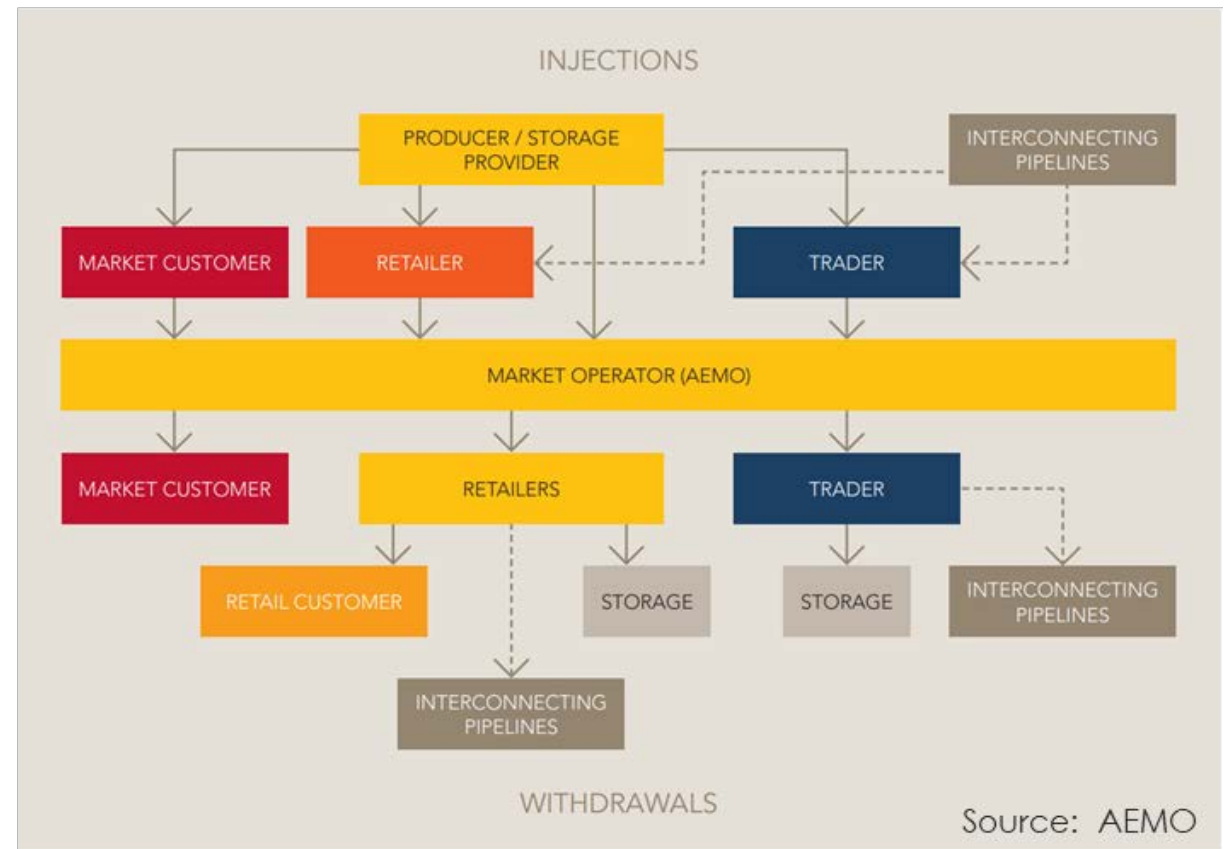 INJECTIONS
PRODUCER / STORAGE
PROVIDER
INTERCONNECTING
PIPELINES
MARKET CUSTOMER
RETAILER
TRADER
MARKET OPERATOR (AEMO)
MARKET CUSTOMER
RETAILERS
TRADER
RETAIL CUSTOMER
STORAGE
STORAGE
INTERCONNECTING
PIPELINES
INTERCONNECTING
PIPELINES
WITHDRAWALS
Source: AEMO